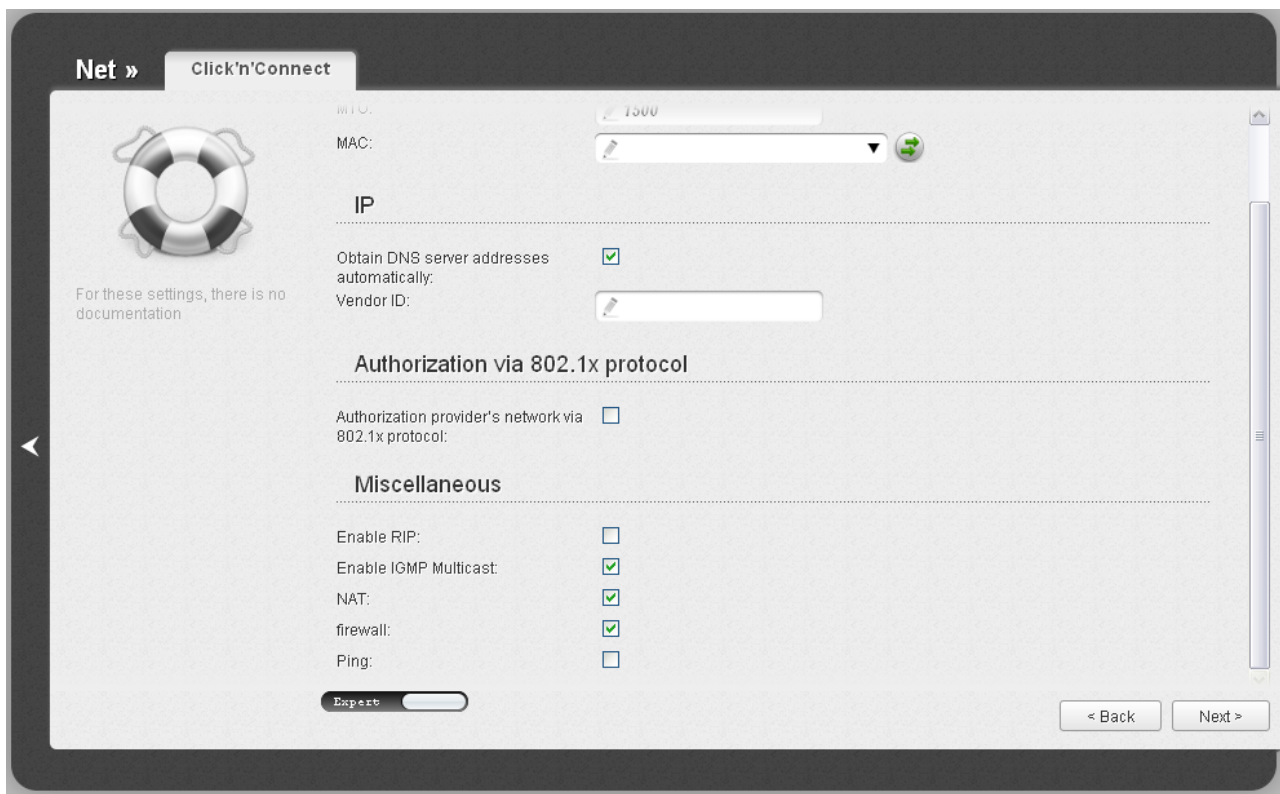 Net »
Click'n'Connect
MTU:
1500
MAC:
IP
Obtain DNS server addresses
automatically:
For these settings, there is no
documentation
Vendor ID:
Authorization via 802.1x protocol
Authorization provider's network via
802.1x protocol:
Miscellaneous
Enable RIP:
Enable IGMP Multicast:
NAT:
firewall:
Ping:
Expert
< Back
Next >